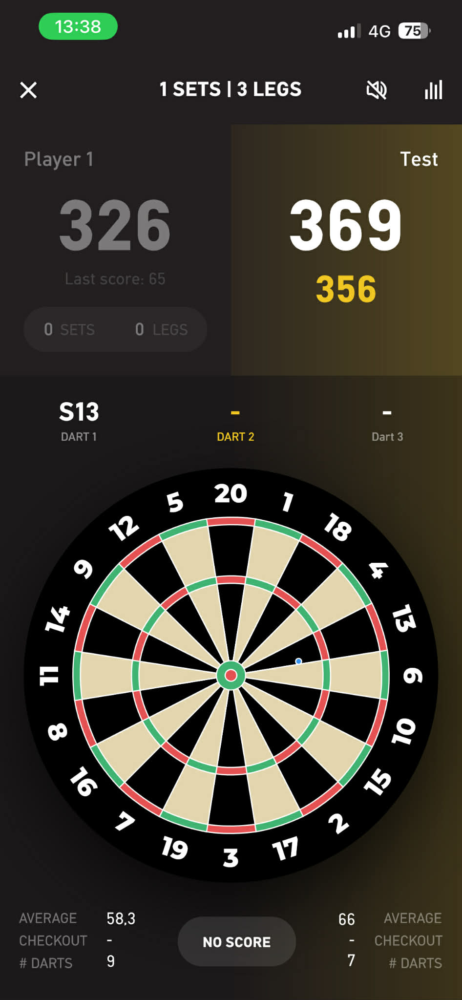 13:38 4G 75
1 SETS | 3 LEGS
Player 1
Test
326
369
Last score: 65
356
0 SETS 0 LEGS
S13 - -
DART 1 DART 2 Dart 3
20
1
18
4
13
6
10
15
2
17
3
19
7
16
8
11
14
9
12
5
AVERAGE 58,3
CHECKOUT -
# DARTS 9
NO SCORE
66 AVERAGE
- CHECKOUT
7 # DARTS